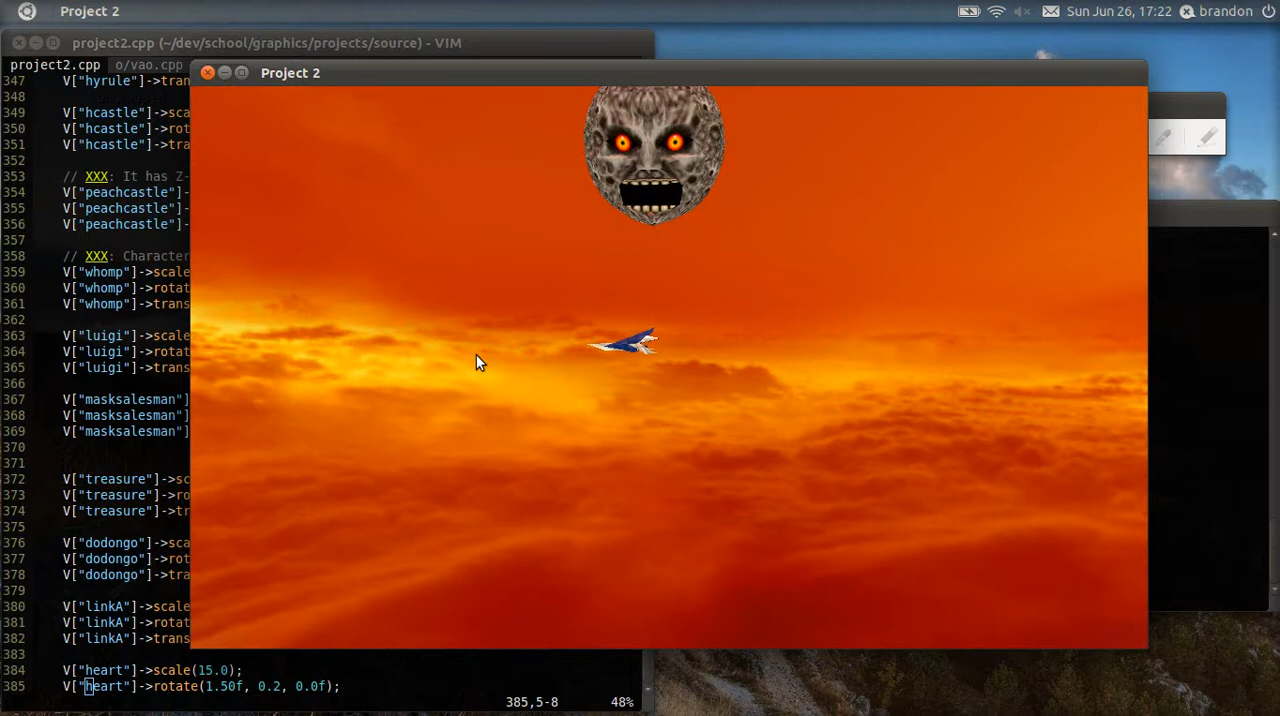 Project 2
Sun Jun 26, 17:22 brandon
project2.cpp (~/dev/school/graphics/projects/source) - VIM
project2.cpp o/vao.cpp
Project 2
347 V["hyrule"]->tran
348
349 V["hcastle"]->sca
350 V["hcastle"]->rot
351 V["hcastle"]->tra
352
353 // XXX: It has Z-
354 V["peachcastle"]-
355 V["peachcastle"]-
356 V["peachcastle"]-
357
358 // XXX: Character
359 V["whomp"]->scale
360 V["whomp"]->rotat
361 V["whomp"]->trans
362
363 V["luigi"]->scale
364 V["luigi"]->rotat
365 V["luigi"]->trans
366
367 V["masksalesman"]
368 V["masksalesman"]
369 V["masksalesman"]
370
371
372 V["treasure"]->sc
373 V["treasure"]->ro
374 V["treasure"]->tr
375
376 V["dodongo"]->sca
377 V["dodongo"]->rot
378 V["dodongo"]->tra
379
380 V["linkA"]->scale
381 V["linkA"]->rotat
382 V["linkA"]->trans
383
384 V["heart"]->scale(15.0);
385 V["heart"]->rotate(1.50f, 0.2, 0.0f);
385,5-8 48%